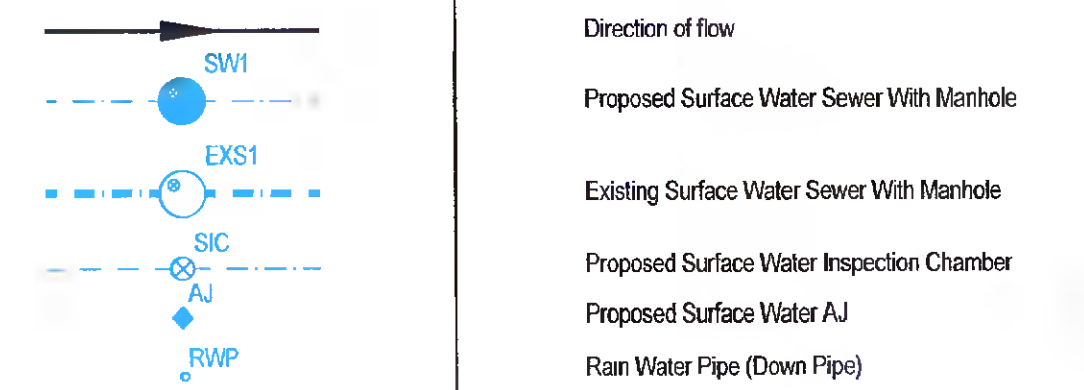 Direction of flow
SW1
Proposed Surface Water Sewer With Manhole
EXS1
Existing Surface Water Sewer With Manhole
SIC
Proposed Surface Water Inspection Chamber
AJ
Proposed Surface Water AJ
RWP
Rain Water Pipe (Down Pipe)